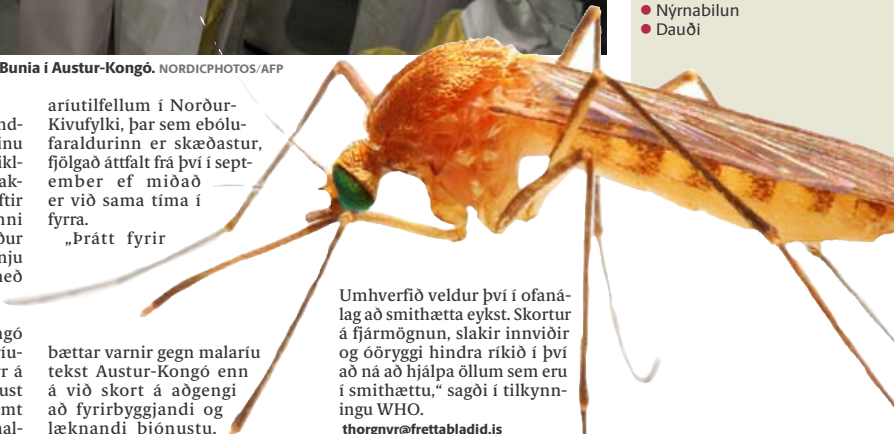 Bunia í Austur-Kongó. NORDICPHOTOS/AFP
• Nýrnabilun
• Dauði
aríutilfellum í Norður-
Kivufylki, þar sem ebólu-
faraldurinn er skæðastur,
fjölgað áttfalt frá því í sept-
ember ef miðað
er við sama tíma í
fyrra.
„Þrátt fyrir
bættar varnir gegn malaríu
tekst Austur-Kongó enn
á við skort á aðgengi
að fyrirbyggjandi og
læknandi þjónustu.
Umhverfið veldur því í ofaná-
lag að smithætta eykst. Skortur
á fjármögnun, slakir innviðir
og óöryggi hindra ríkið í því
að ná að hjálpa öllum sem eru
í smithættu,“ sagði í tilkynn-
ingu WHO.
thorgnyr@frettabladid.is